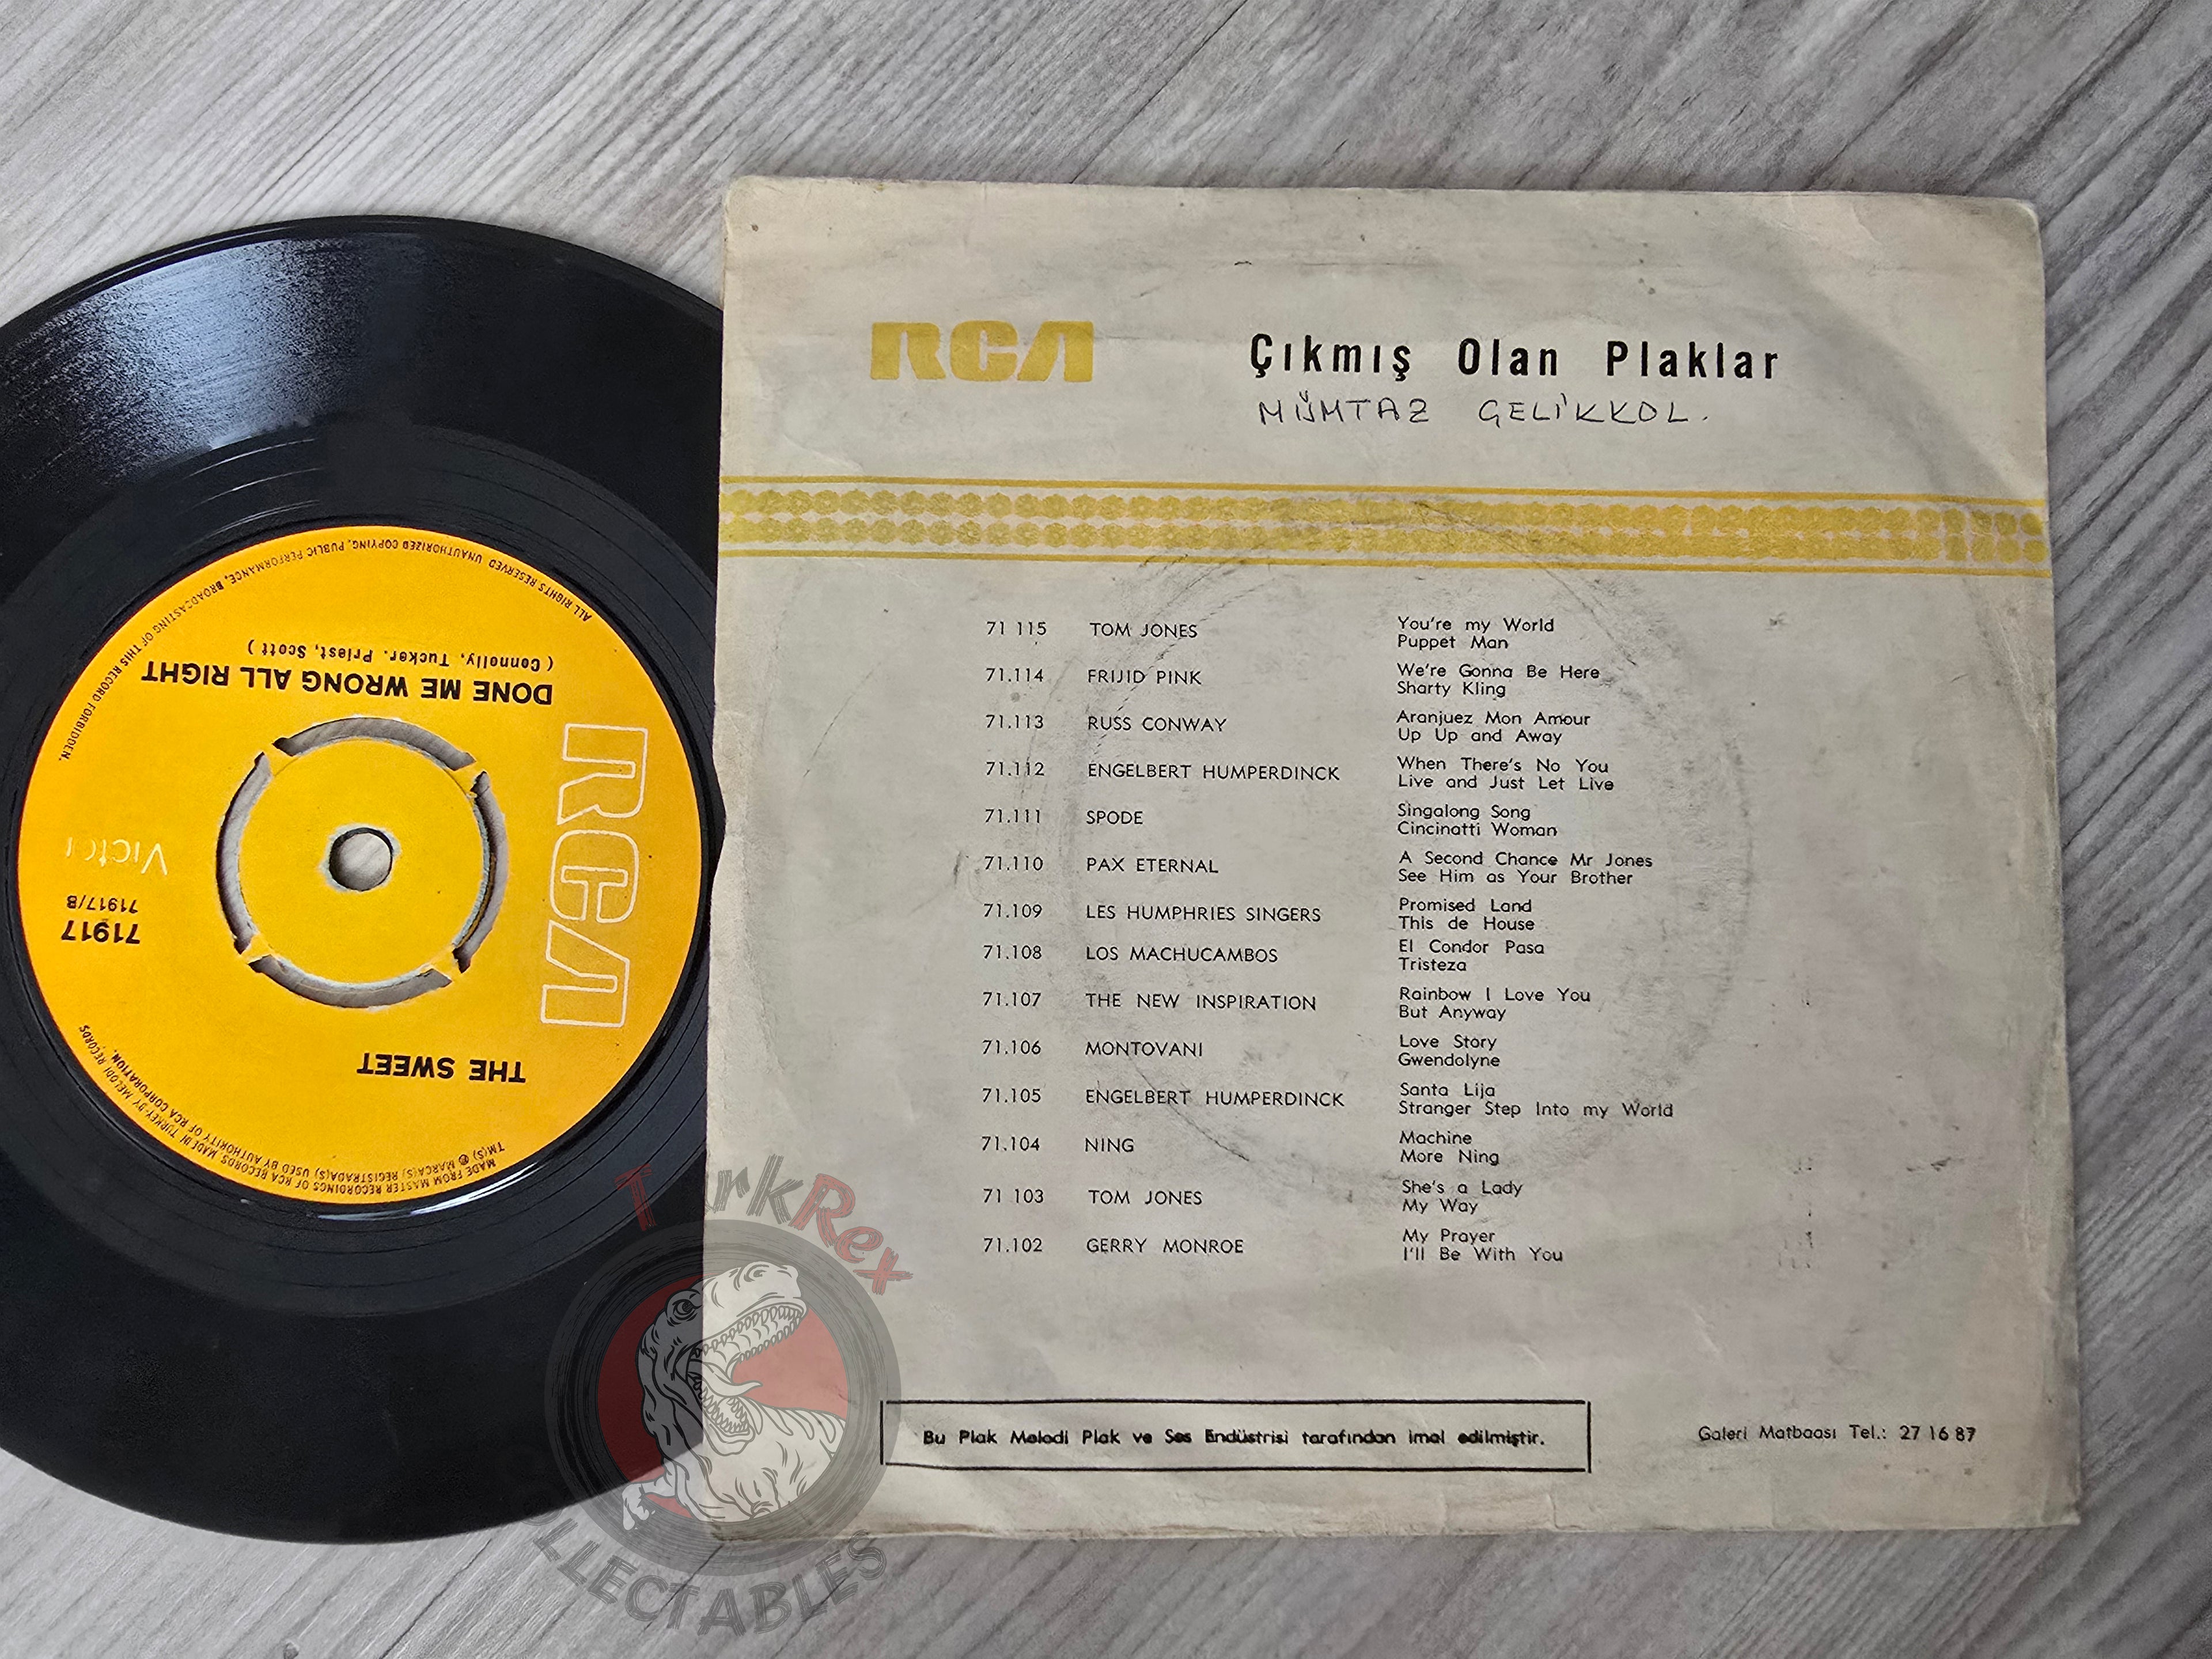 RCA
Çıkmış Olan Plaklar
MÜMTAZ GELİKKOL.
71 115 TOM JONES You're my World
Puppet Man
71.114 FRIJID PINK We're Gonna Be Here
Sharty Kling
71.113 RUSS CONWAY Aranjuez Mon Amour
Up Up and Away
71.112 ENGELBERT HUMPERDINCK When There's No You
Live and Just Let Live
71.111 SPODE Singalong Song
Cincinatti Woman
71.110 PAX ETERNAL A Second Chance Mr Jones
See Him as Your Brother
71.109 LES HUMPHRIES SINGERS Promised Land
This de House
71.108 LOS MACHUCAMBOS El Condor Pasa
Tristeza
71.107 THE NEW INSPIRATION Rainbow I Love You
But Anyway
71.106 MONTOVANI Love Story
Gwendolyne
71.105 ENGELBERT HUMPERDINCK Santa Lija
Stranger Step Into my World
71.104 NING Machine
More Ning
71 103 TOM JONES She's a Lady
My Way
71.102 GERRY MONROE My Prayer
I'll Be With You
Bu Plak Melodi Plak ve Ses Endüstrisi tarafından imal edilmiştir.
Galeri Matbaası Tel.: 27 16 87
THE SWEET
RCA
Victor
71917
71917/B
DONE ME WRONG ALL RIGHT
( Connolly, Tucker, Priest, Scott )
ALL RIGHTS RESERVED UNAUTHORIZED COPYING, PUBLIC PERFORMANCE, BROADCASTING OF THIS RECORD FORBIDDEN.
TM(S) ® MARCA(S) REGISTRADA(S) USED BY AUTHORITY OF RCA CORPORATION.
MADE FROM MASTER RECORDINGS OF RCA RECORDS, MADE IN TURKEY BY MELODİ RECORDS
TurkRex
LLECTABLES